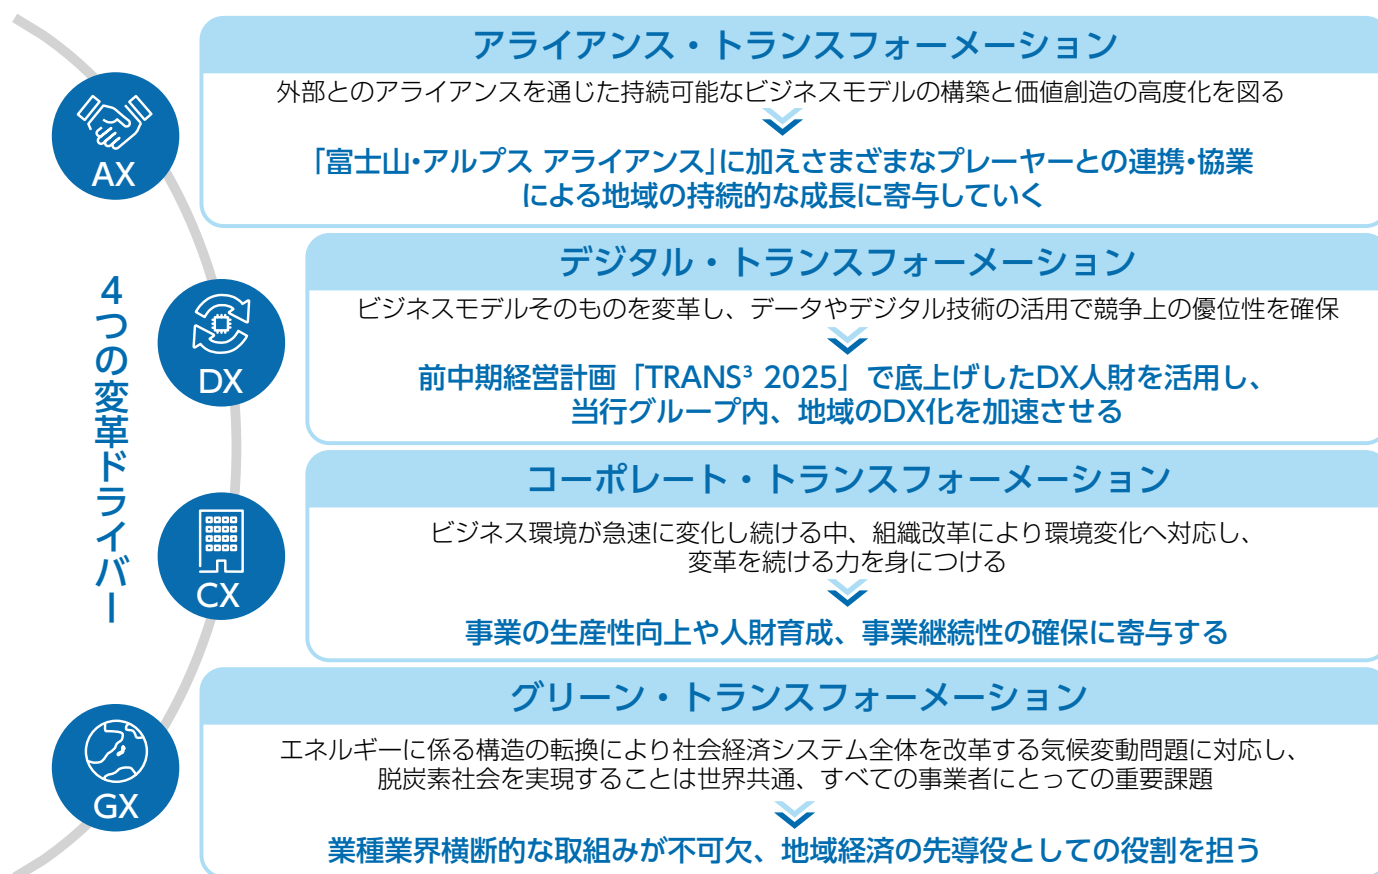 4つの変革ドライバー
AX
アライアンス・トランスフォーメーション
外部とのアライアンスを通じた持続可能なビジネスモデルの構築と価値創造の高度化を図る
「富士山・アルプス アライアンス」に加えさまざまなプレーヤーとの連携・協業
による地域の持続的な成長に寄与していく
DX
デジタル・トランスフォーメーション
ビジネスモデルそのものを変革し、データやデジタル技術の活用で競争上の優位性を確保
前中期経営計画「TRANS³ 2025」で底上げしたDX人財を活用し、
当行グループ内、地域のDX化を加速させる
CX
コーポレート・トランスフォーメーション
ビジネス環境が急速に変化し続ける中、組織改革により環境変化へ対応し、
変革を続ける力を身につける
事業の生産性向上や人財育成、事業継続性の確保に寄与する
GX
グリーン・トランスフォーメーション
エネルギーに係る構造の転換により社会経済システム全体を改革する気候変動問題に対応し、
脱炭素社会を実現することは世界共通、すべての事業者にとっての重要課題
業種業界横断的な取組みが不可欠、地域経済の先導役としての役割を担う